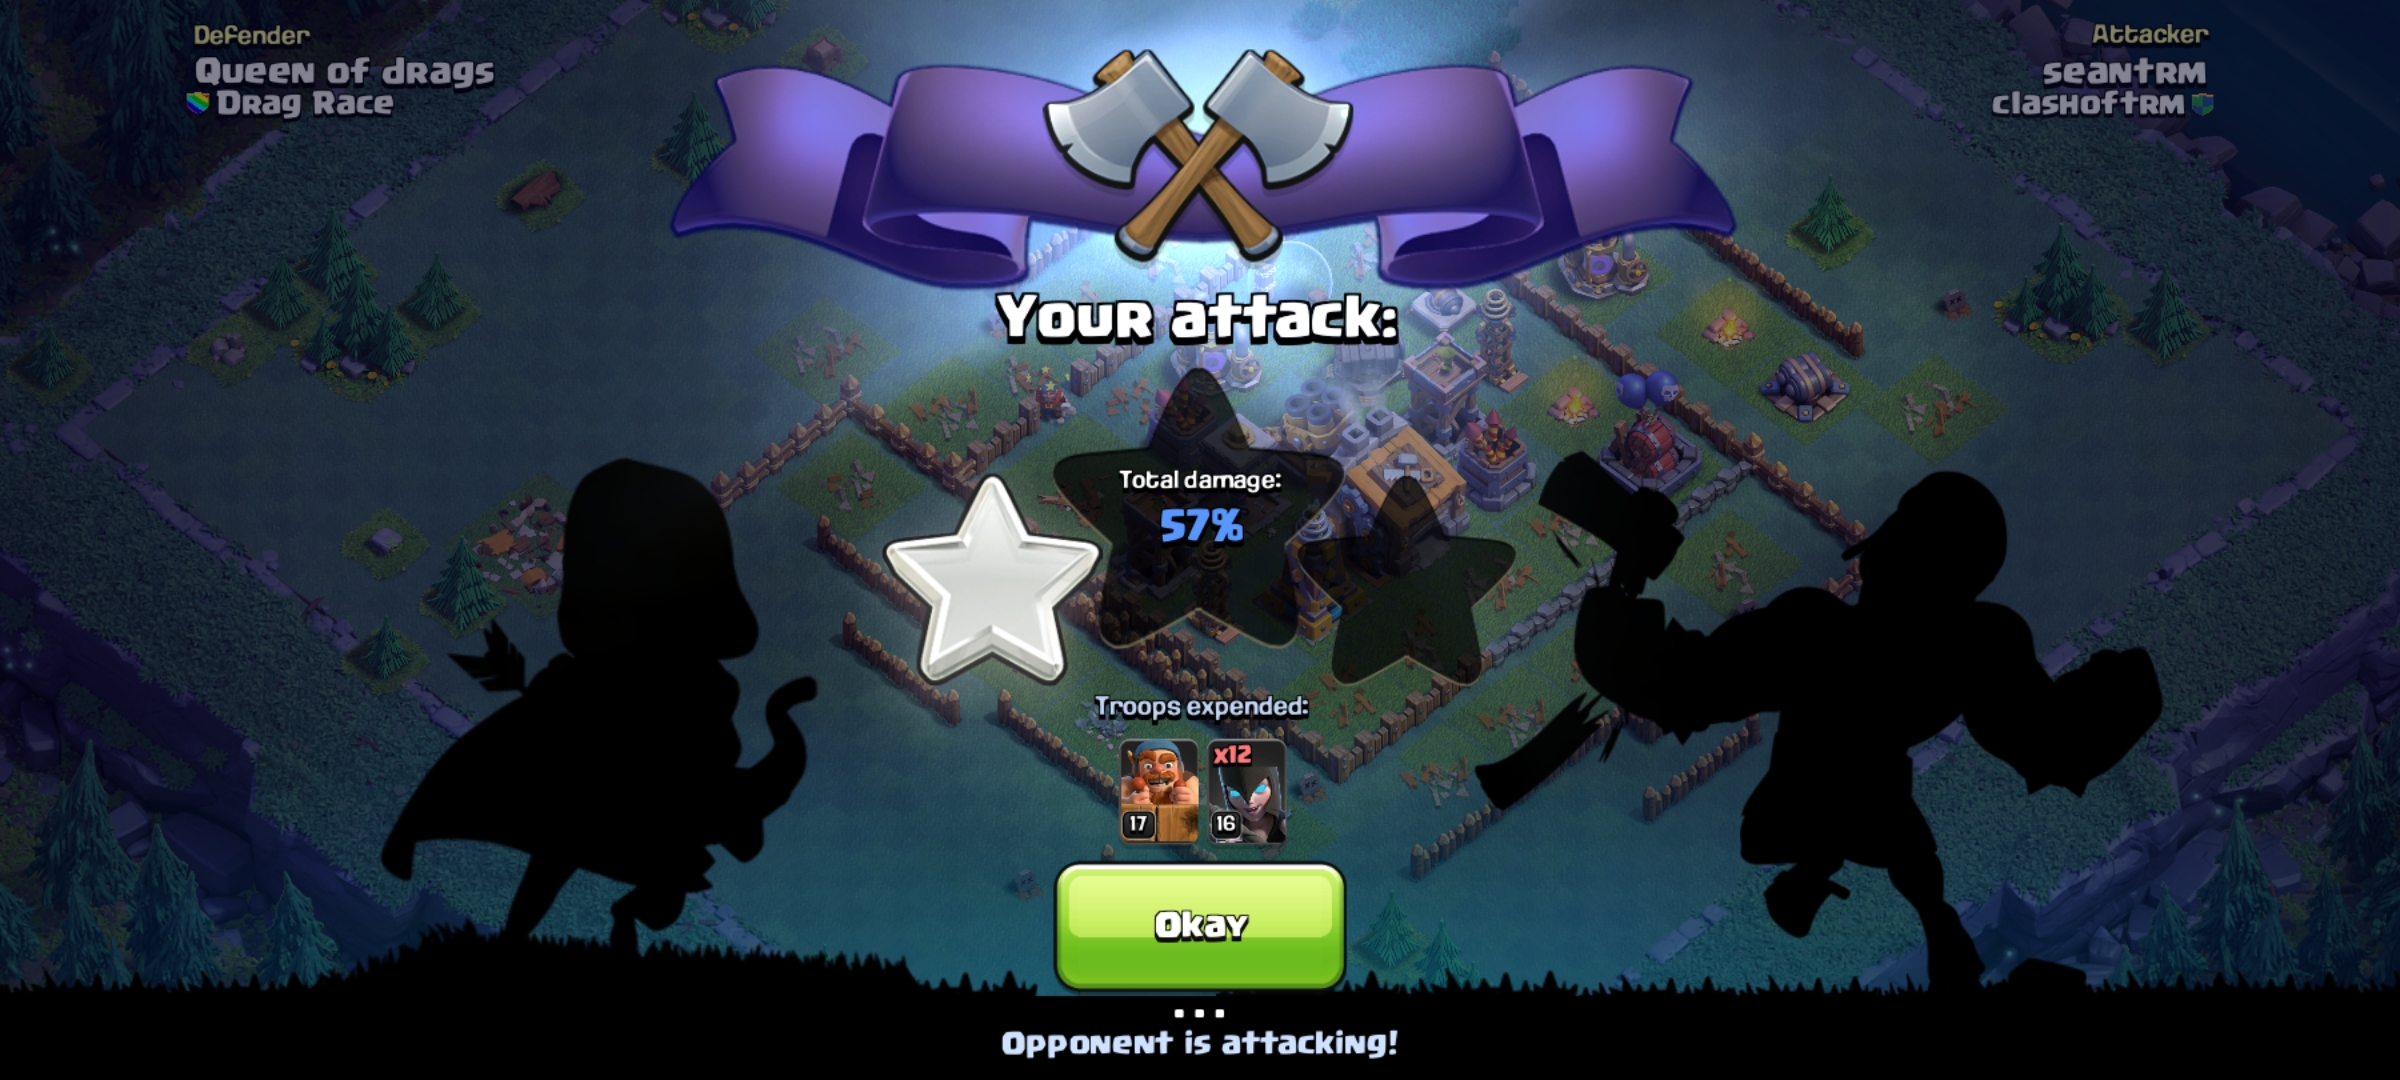 Defender
Queen of drags
Drag Race
Attacker
seantrm
clashoftrm
Your attack:
Total damage:
57%
Troops expended:
x12
17
16
Okay
...
Opponent is attacking!